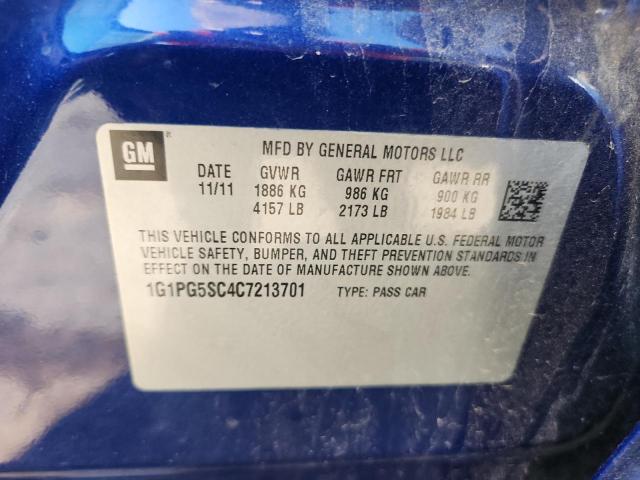 GM ®
MFD BY GENERAL MOTORS LLC
DATE GVWR GAWR FRT GAWR RR
11/11 1886 KG 986 KG 900 KG
4157 LB 2173 LB 1984 LB
THIS VEHICLE CONFORMS TO ALL APPLICABLE U.S. FEDERAL MOTOR
VEHICLE SAFETY, BUMPER, AND THEFT PREVENTION STANDARDS IN
EFFECT ON THE DATE OF MANUFACTURE SHOWN ABOVE.
1G1PG5SC4C7213701 TYPE: PASS CAR